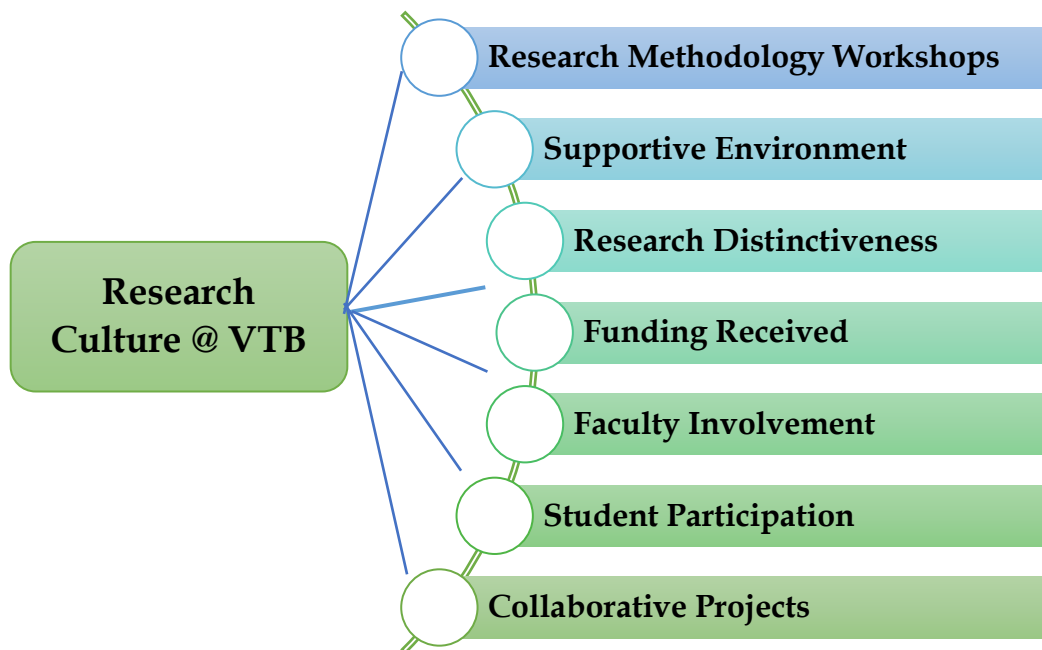 Research Methodology Workshops
Supportive Environment
Research Distinctiveness
Research
Culture @ VTB
Funding Received
Faculty Involvement
Student Participation
Collaborative Projects